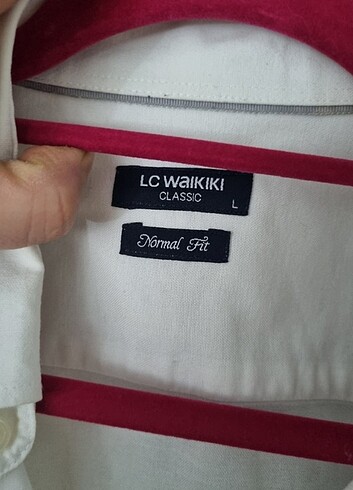 LC WAIKIKI
CLASSIC
L
Normal Fit